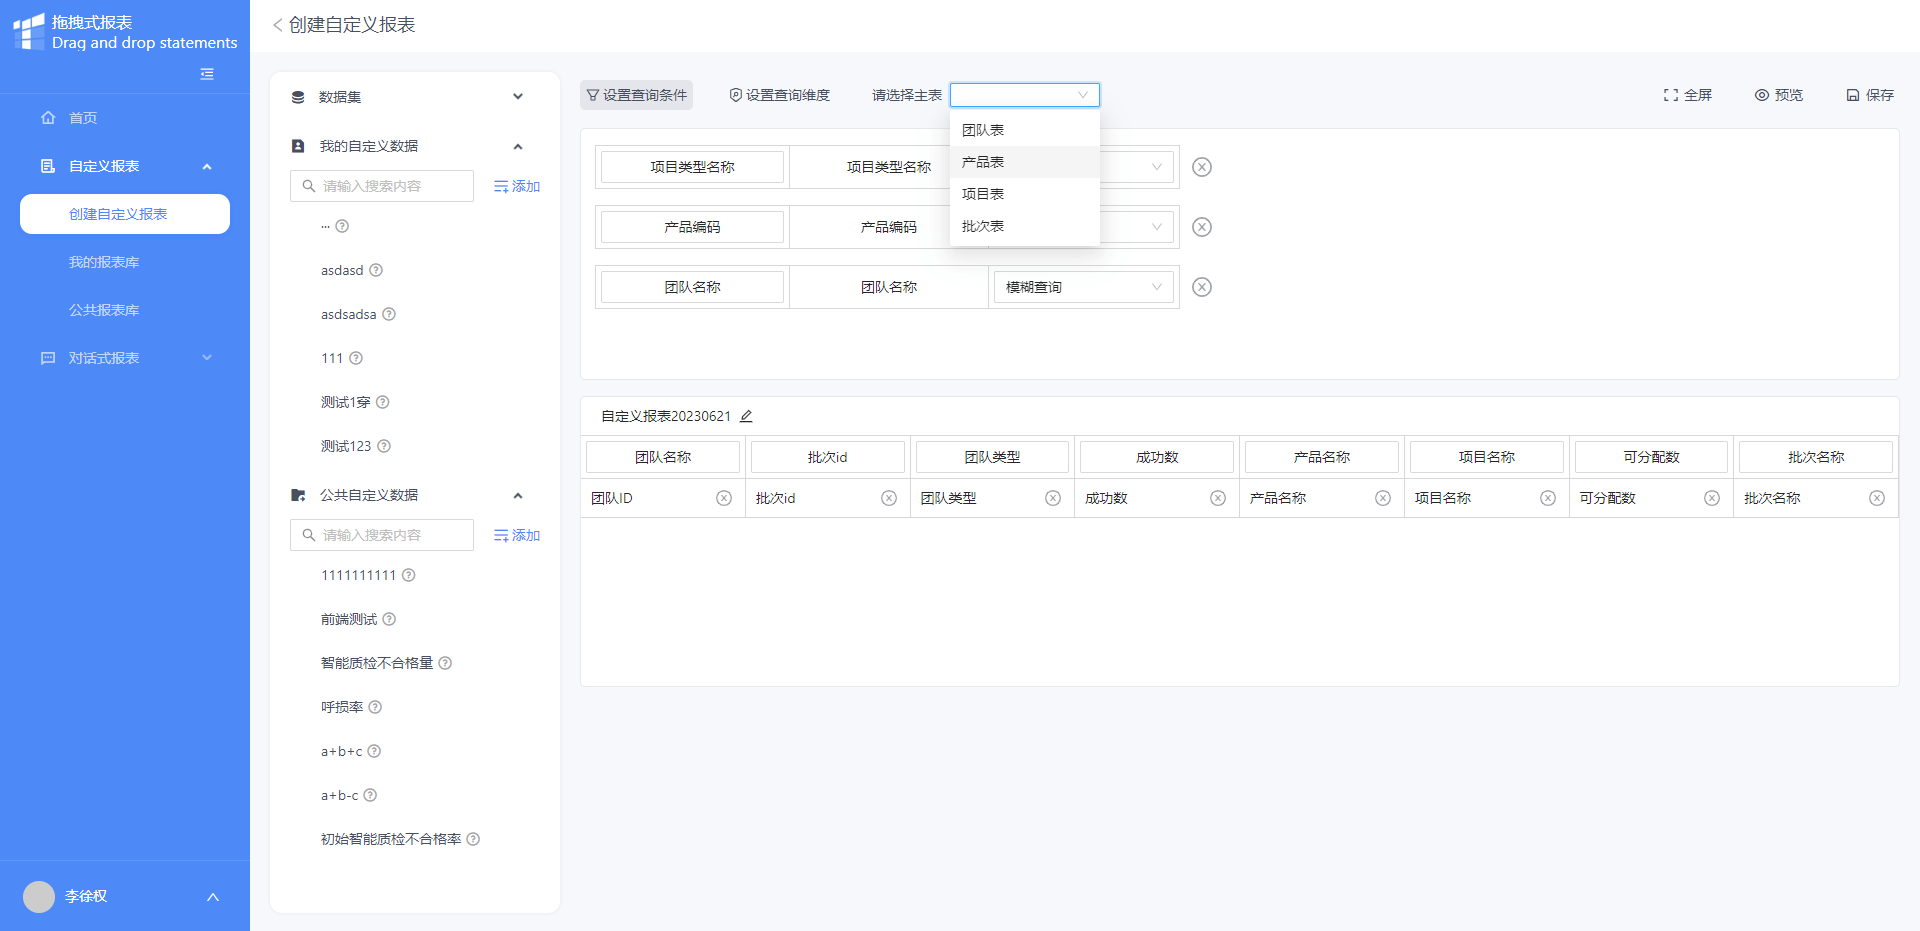 拖拽式报表
Drag and drop statements
首页
自定义报表
创建自定义报表
我的报表库
公共报表库
对话式报表
李徐权
创建自定义报表
数据集
我的自定义数据
请输入搜索内容
添加
...
asdasd
asdsadsa
111
测试1穿
测试123
公共自定义数据
请输入搜索内容
添加
1111111111
前端测试
智能质检不合格量
呼损率
a+b+c
a+b-c
初始智能质检不合格率
设置查询条件 设置查询维度 请选择主表 全屏 预览 保存
团队表
产品表
项目表
批次表
项目类型名称 项目类型名称
产品编码 产品编码
团队名称 团队名称 模糊查询
自定义报表20230621
团队名称 批次id 团队类型 成功数 产品名称 项目名称 可分配数 批次名称
团队ID 批次id 团队类型 成功数 产品名称 项目名称 可分配数 批次名称